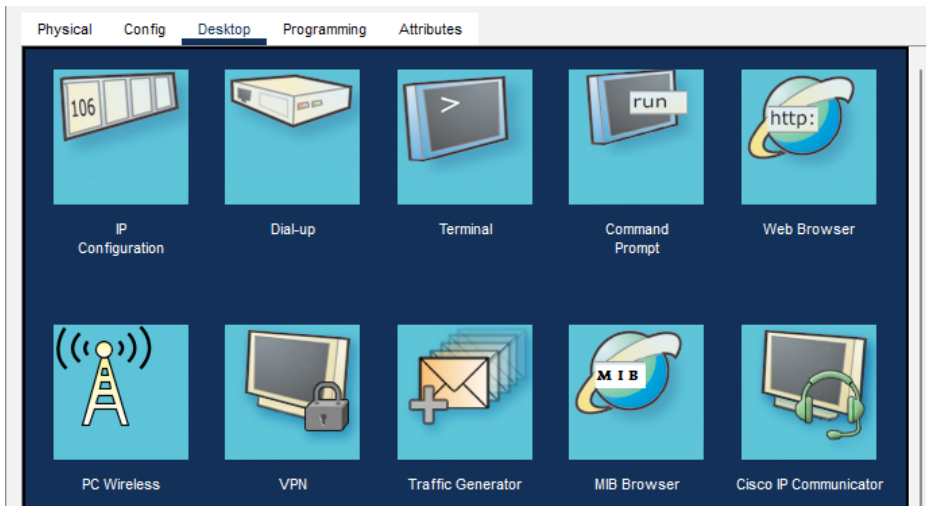 Physical Config Desktop Programming Attributes
106
>
run
http:
IP
Configuration
Dial-up
Terminal
Command
Prompt
Web Browser
MIB
PC Wireless
VPN
Traffic Generator
MIB Browser
Cisco IP Communicator